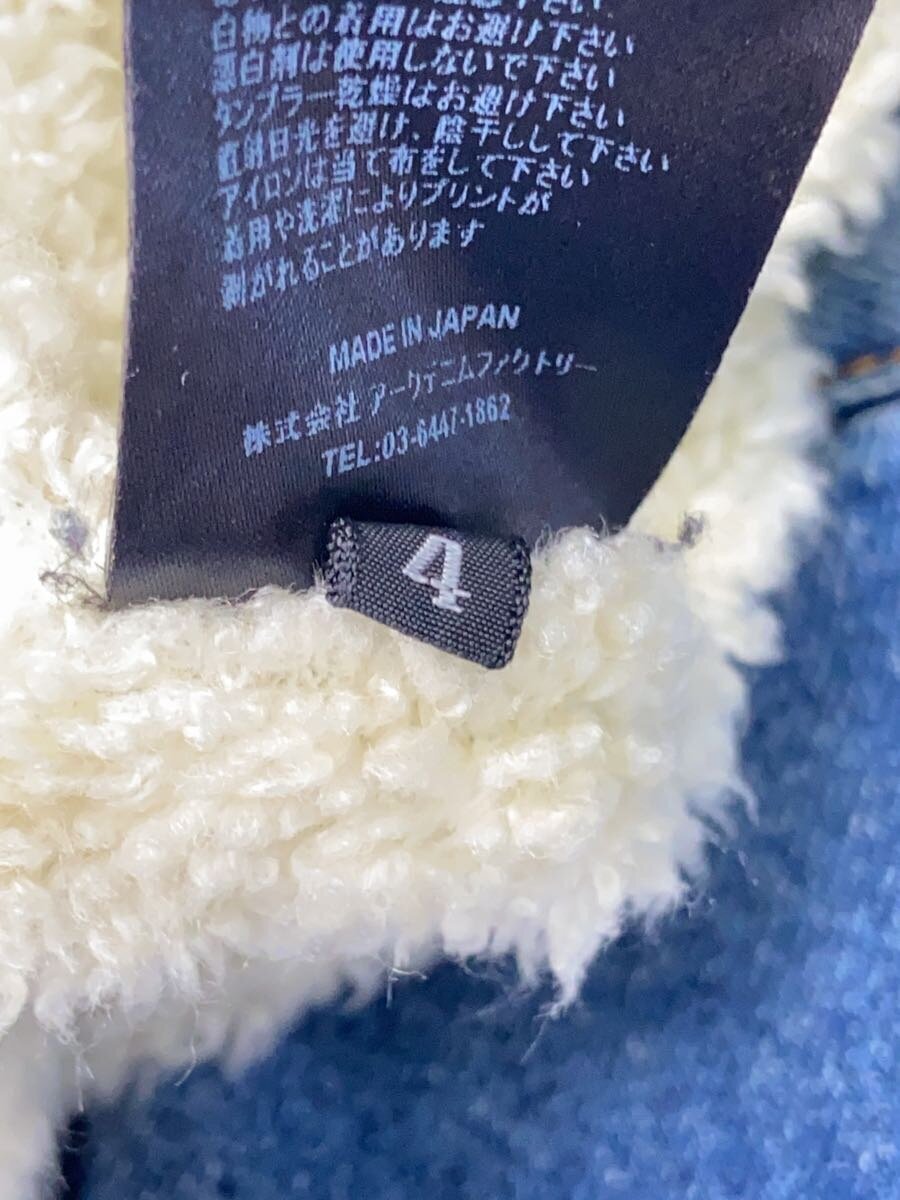 白物との着用はお避け下さい
漂白剤は使用しないで下さい
タンブラー乾燥はお避け下さい
直射日光を避け、陰干しして下さい
アイロンは当て布をして下さい
着用や洗濯によりプリントが
剥がれることがあります
MADE IN JAPAN
株式会社 アークデニムファクトリー
TEL:03-6447-1862
4